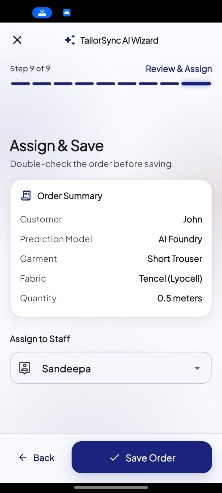 TailorSync AI Wizard
Step 9 of 9
Review & Assign
Assign & Save
Double-check the order before saving.
Order Summary
Customer John
Prediction Model AI Foundry
Garment Short Trouser
Fabric Tencel (Lyocell)
Quantity 0.5 meters
Assign to Staff
Sandeepa
Back
Save Order